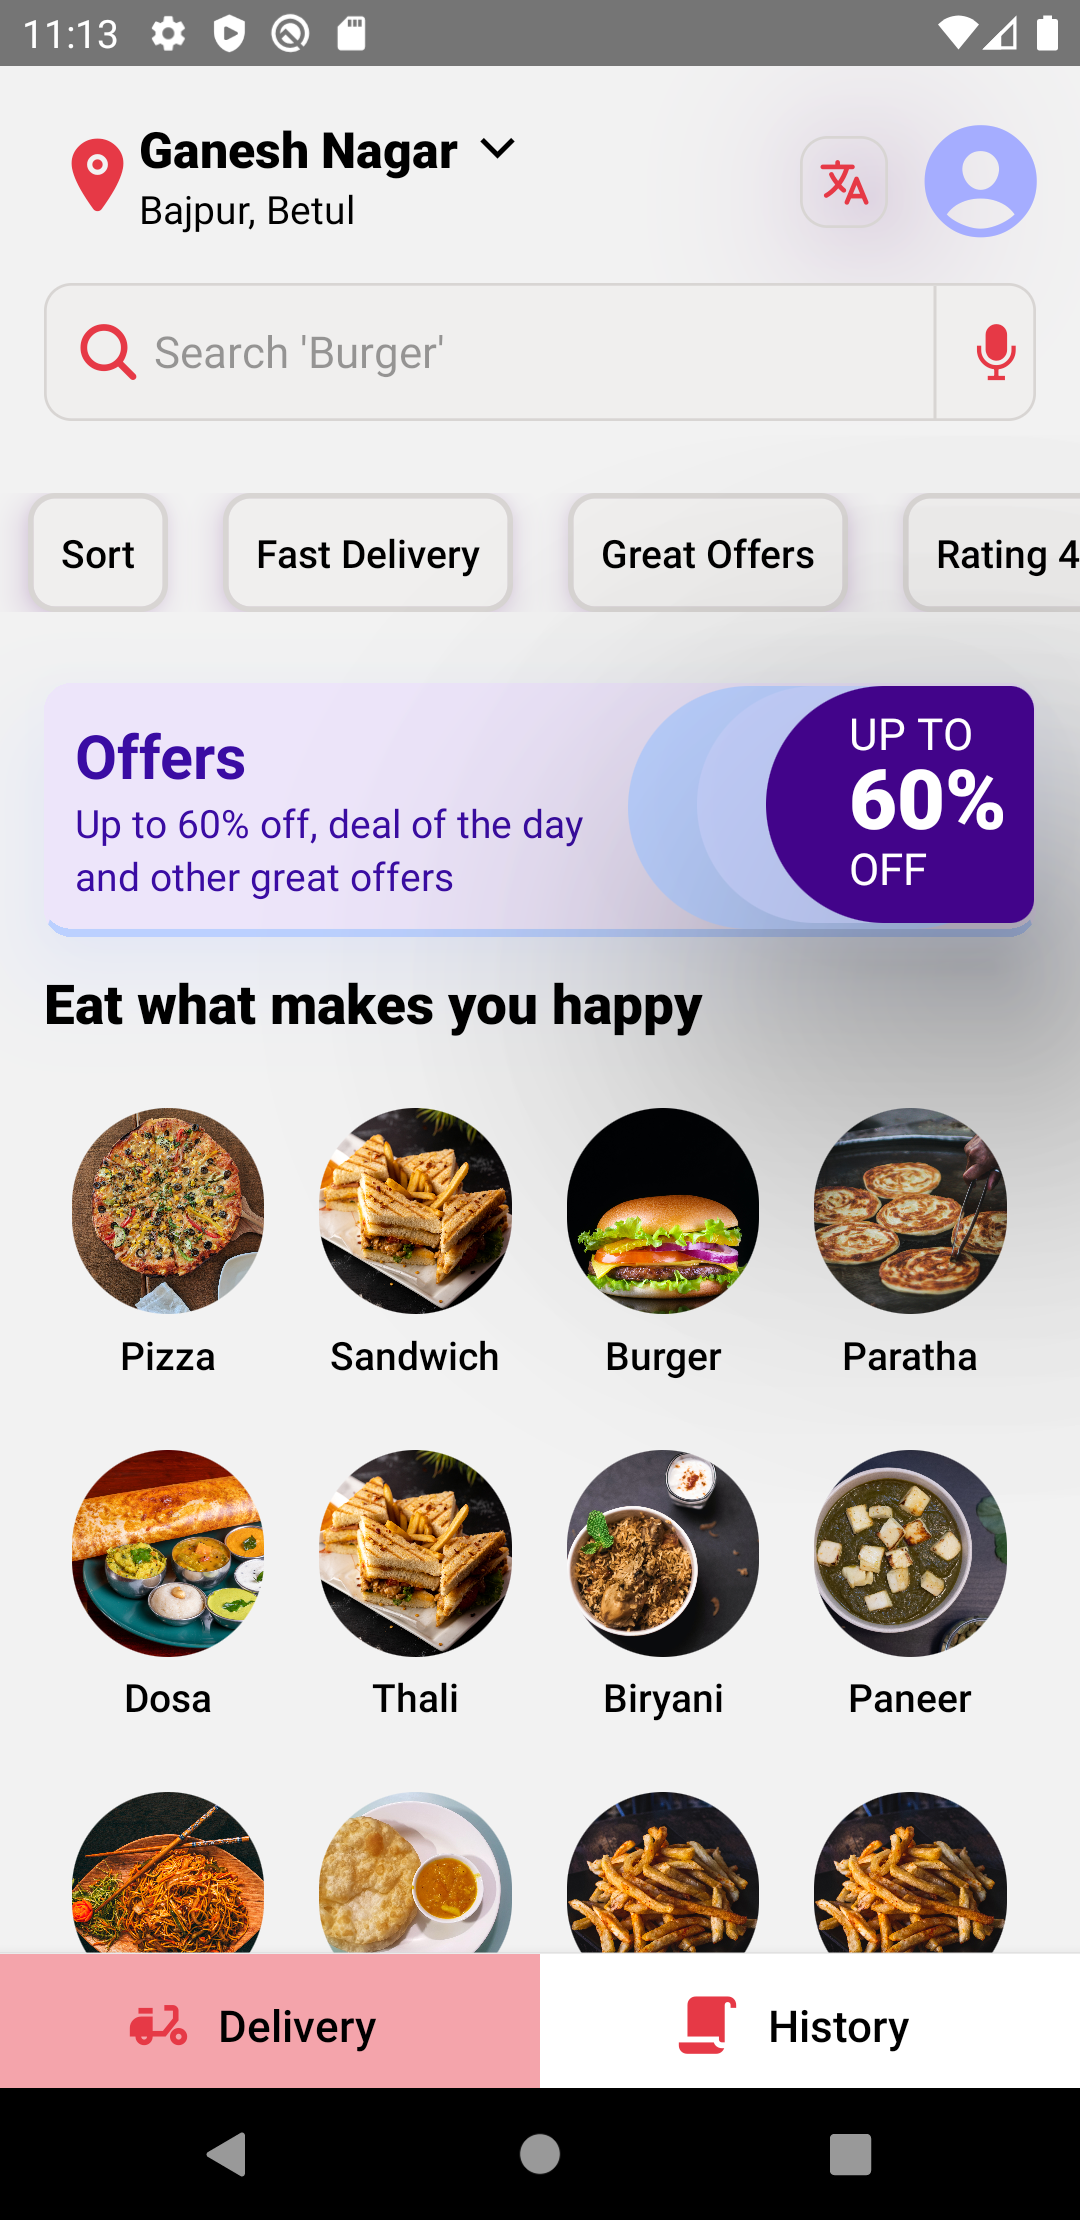 11:13
Ganesh Nagar
Bajpur, Betul
Search 'Burger'
Sort
Fast Delivery
Great Offers
Rating 4
Offers
Up to 60% off, deal of the day
and other great offers
UP TO
60%
OFF
Eat what makes you happy
Pizza
Sandwich
Burger
Paratha
Dosa
Thali
Biryani
Paneer
Delivery
History